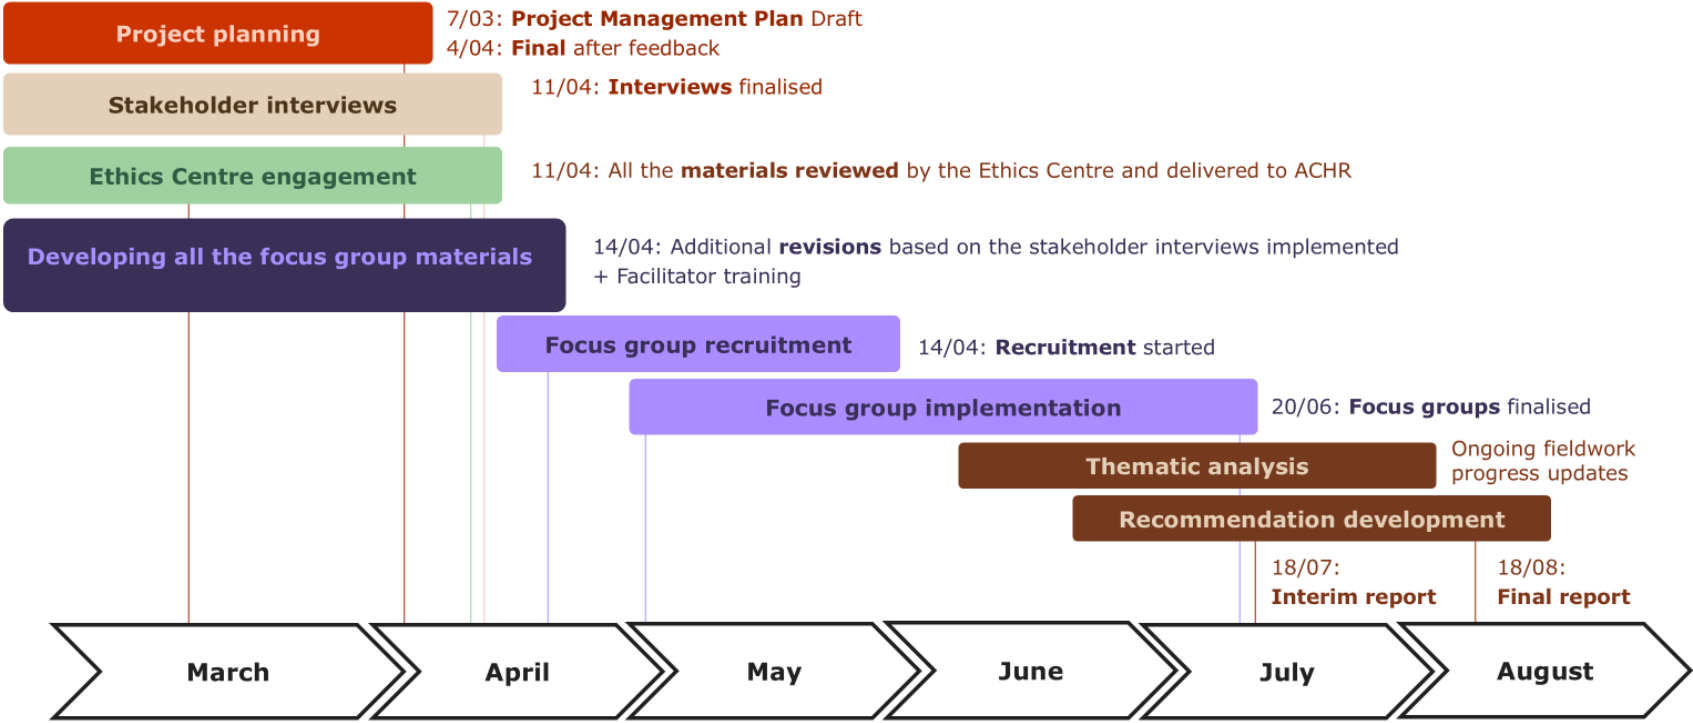 Project planning
7/03: Project Management Plan Draft
4/04: Final after feedback
Stakeholder interviews
11/04: Interviews finalised
Ethics Centre engagement
11/04: All the materials reviewed by the Ethics Centre and delivered to ACHR
Developing all the focus group materials
14/04: Additional revisions based on the stakeholder interviews implemented
+ Facilitator training
Focus group recruitment
14/04: Recruitment started
Focus group implementation
20/06: Focus groups finalised
Thematic analysis
Ongoing fieldwork
progress updates
Recommendation development
18/07:
Interim report
18/08:
Final report
March
April
May
June
July
August